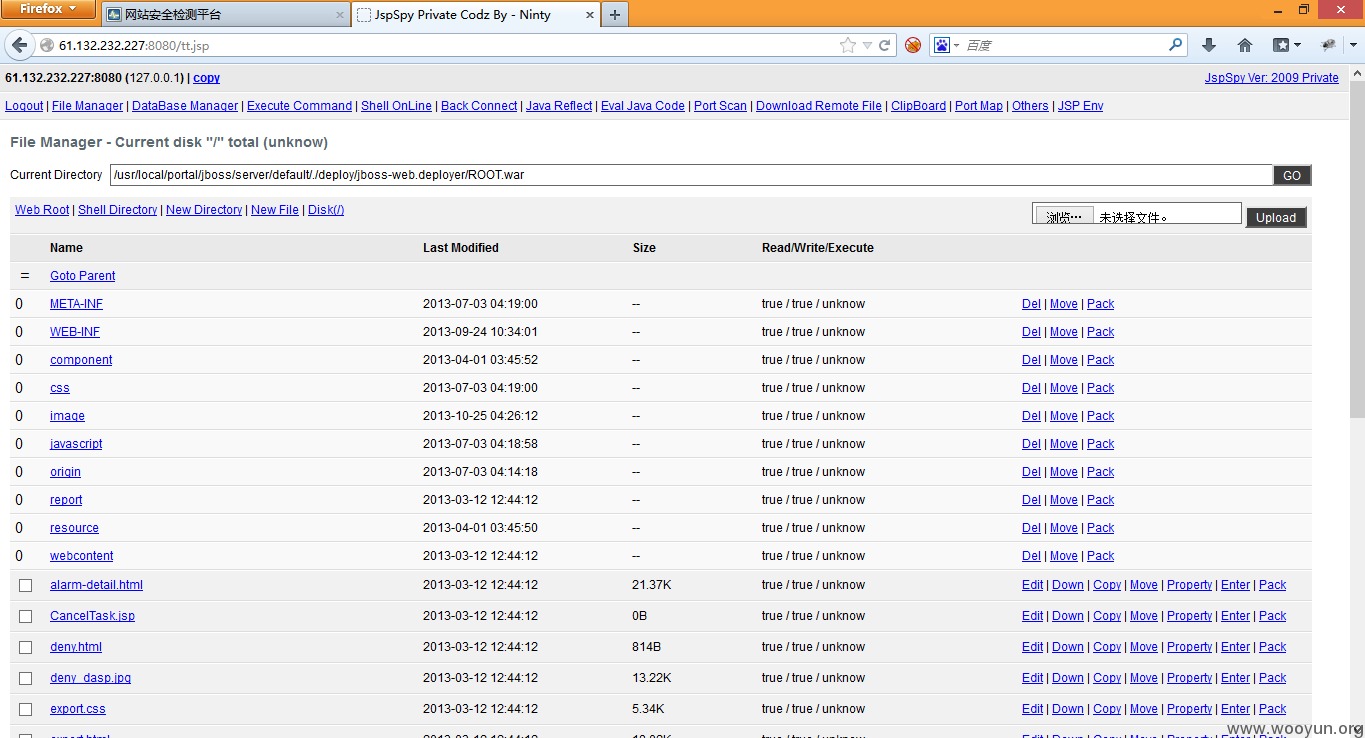 Firefox
网站安全检测平台
JspSpy Private Codz By - Ninty
61.132.232.227:8080/tt.jsp
百度
61.132.232.227:8080 (127.0.0.1) | copy
JspSpy Ver: 2009 Private
Logout | File Manager | DataBase Manager | Execute Command | Shell OnLine | Back Connect | Java Reflect | Eval Java Code | Port Scan | Download Remote File | ClipBoard | Port Map | Others | JSP Env
File Manager - Current disk "/" total (unknow)
Current Directory /usr/local/portal/jboss/server/default/./deploy/jboss-web.deployer/ROOT.war GO
Web Root | Shell Directory | New Directory | New File | Disk(/)
浏览… 未选择文件。 Upload
Name Last Modified Size Read/Write/Execute
= Goto Parent
0 META-INF 2013-07-03 04:19:00 -- true / true / unknow Del | Move | Pack
0 WEB-INF 2013-09-24 10:34:01 -- true / true / unknow Del | Move | Pack
0 component 2013-04-01 03:45:52 -- true / true / unknow Del | Move | Pack
0 css 2013-07-03 04:19:00 -- true / true / unknow Del | Move | Pack
0 image 2013-10-25 04:26:12 -- true / true / unknow Del | Move | Pack
0 javascript 2013-07-03 04:18:58 -- true / true / unknow Del | Move | Pack
0 origin 2013-07-03 04:14:18 -- true / true / unknow Del | Move | Pack
0 report 2013-03-12 12:44:12 -- true / true / unknow Del | Move | Pack
0 resource 2013-04-01 03:45:50 -- true / true / unknow Del | Move | Pack
0 webcontent 2013-03-12 12:44:12 -- true / true / unknow Del | Move | Pack
alarm-detail.html 2013-03-12 12:44:12 21.37K true / true / unknow Edit | Down | Copy | Move | Property | Enter | Pack
CancelTask.jsp 2013-03-12 12:44:12 0B true / true / unknow Edit | Down | Copy | Move | Property | Enter | Pack
deny.html 2013-03-12 12:44:12 814B true / true / unknow Edit | Down | Copy | Move | Property | Enter | Pack
deny_dasp.jpg 2013-03-12 12:44:12 13.22K true / true / unknow Edit | Down | Copy | Move | Property | Enter | Pack
export.css 2013-03-12 12:44:12 5.34K true / true / unknow Edit | Down | Copy | Move | Property | Enter | Pack
www.wooyun.org